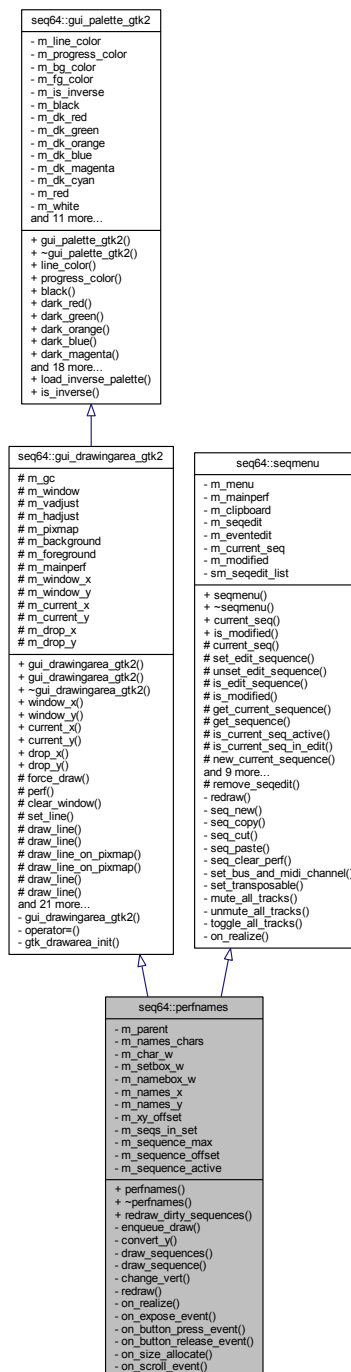 seq64::gui_palette_gtk2
- m_line_color
- m_progress_color
- m_bg_color
- m_fg_color
- m_is_inverse
- m_black
- m_dk_red
- m_dk_green
- m_dk_orange
- m_dk_blue
- m_dk_magenta
- m_dk_cyan
- m_red
- m_white
and 11 more...
+ gui_palette_gtk2()
+ ~gui_palette_gtk2()
+ line_color()
+ progress_color()
+ black()
+ dark_red()
+ dark_green()
+ dark_orange()
+ dark_blue()
+ dark_magenta()
and 18 more...
+ load_inverse_palette()
+ is_inverse()
seq64::gui_drawingarea_gtk2
# m_gc
# m_window
# m_vadjust
# m_hadjust
# m_pixmap
# m_background
# m_foreground
# m_mainperf
# m_window_x
# m_window_y
# m_current_x
# m_current_y
# m_drop_x
# m_drop_y
+ gui_drawingarea_gtk2()
+ gui_drawingarea_gtk2()
+ ~gui_drawingarea_gtk2()
+ window_x()
+ window_y()
+ current_x()
+ current_y()
+ drop_x()
+ drop_y()
# force_draw()
# perf()
# clear_window()
# set_line()
# draw_line()
# draw_line()
# draw_line_on_pixmap()
# draw_line_on_pixmap()
# draw_line()
# draw_line()
and 21 more...
- gui_drawingarea_gtk2()
- operator=()
- gtk_drawarea_init()
seq64::seqmenu
- m_menu
- m_mainperf
- m_clipboard
- m_seqedit
- m_eventedit
- m_current_seq
- m_modified
- sm_seqedit_list
+ seqmenu()
+ ~seqmenu()
+ current_seq()
+ is_modified()
# current_seq()
# set_edit_sequence()
# unset_edit_sequence()
# is_edit_sequence()
# is_modified()
# get_current_sequence()
# get_sequence()
# is_current_seq_active()
# is_current_seq_in_edit()
# new_current_sequence()
and 9 more...
# remove_seqedit()
- redraw()
- seq_new()
- seq_copy()
- seq_cut()
- seq_paste()
- seq_clear_perf()
- set_bus_and_midi_channel()
- set_transposable()
- mute_all_tracks()
- unmute_all_tracks()
- toggle_all_tracks()
- on_realize()
seq64::perfnames
- m_parent
- m_names_chars
- m_char_w
- m_setbox_w
- m_namebox_w
- m_names_x
- m_names_y
- m_xy_offset
- m_seqs_in_set
- m_sequence_max
- m_sequence_offset
- m_sequence_active
+ perfnames()
+ ~perfnames()
+ redraw_dirty_sequences()
- enqueue_draw()
- convert_y()
- draw_sequences()
- draw_sequence()
- change_vert()
- redraw()
- on_realize()
- on_expose_event()
- on_button_press_event()
- on_button_release_event()
- on_size_allocate()
- on_scroll_event()